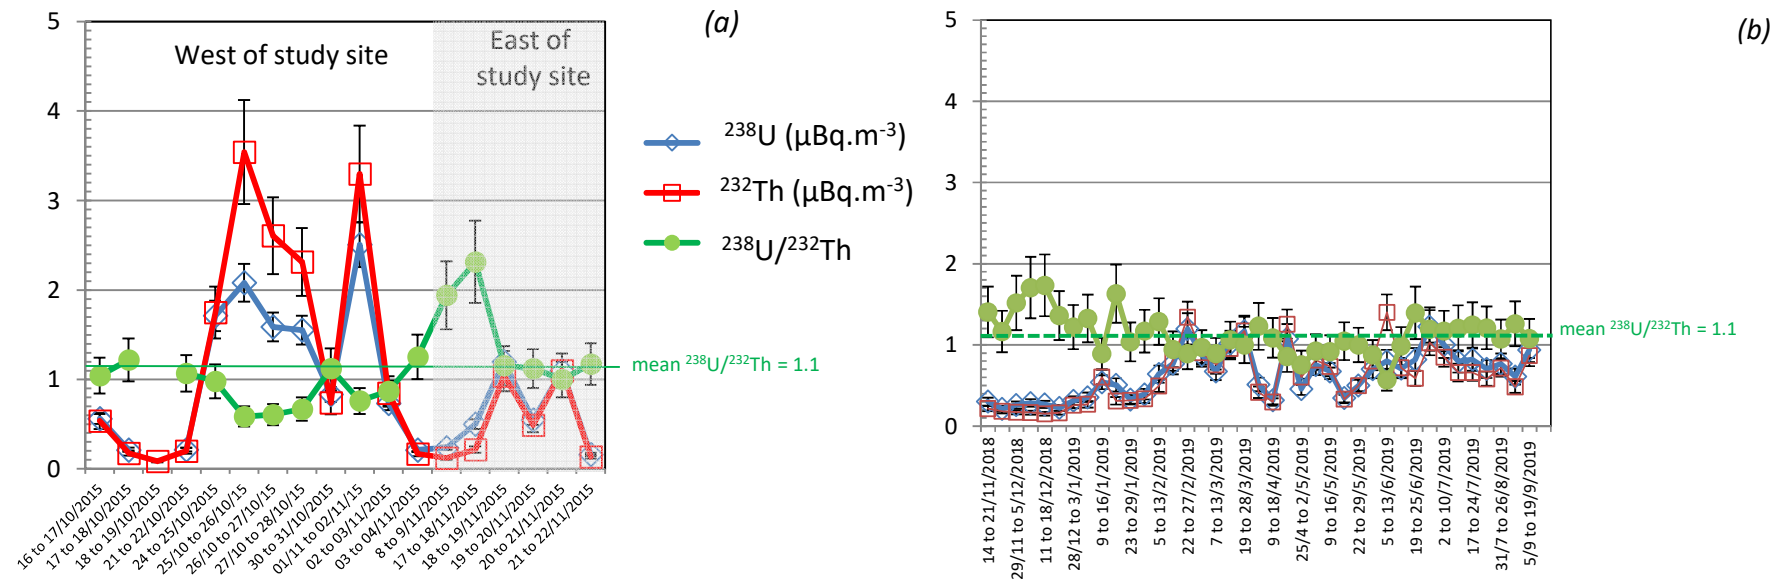 (a)
5
4
3
2
1
0
West of study site
East of
study site
16 to 17/10/2015
17 to 18/10/2015
18 to 19/10/2015
21 to 22/10/2015
24 to 25/10/2015
25/10 to 26/10/15
26/10 to 27/10/15
27/10 to 28/10/15
30 to 31/10/2015
01/11 to 02/11/15
02 to 03/11/2015
03 to 04/11/2015
8 to 9/11/2015
17 to 18/11/2015
18 to 19/11/2015
19 to 20/11/2015
20 to 21/11/2015
21 to 22/11/2015
²³⁸U (µBq.m⁻³)
²³²Th (µBq.m⁻³)
²³⁸U/²³²Th
mean ²³⁸U/²³²Th = 1.1
(b)
5
4
3
2
1
0
mean ²³⁸U/²³²Th = 1.1
14 to 21/11/2018
29/11 to 5/12/2018
11 to 18/12/2018
28/12 to 3/1/2019
9 to 16/1/2019
23 to 29/1/2019
5 to 13/2/2019
22 to 27/2/2019
7 to 13/3/2019
19 to 28/3/2019
9 to 18/4/2019
25/4 to 2/5/2019
9 to 16/5/2019
22 to 29/5/2019
5 to 13/6/2019
19 to 25/6/2019
2 to 10/7/2019
17 to 24/7/2019
31/7 to 26/8/2019
5/9 to 19/9/2019